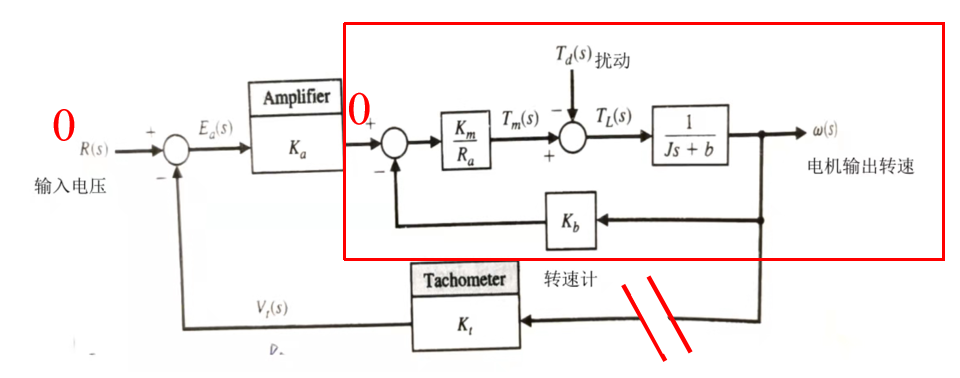 T_d(s) 扰动
Amplifier
0
0
+
+
R(s)
E_a(s)
K_a
K_m
R_a
T_m(s)
−
+
T_L(s)
1
Js + b
ω(s)
输入电压
−
−
电机输出转速
K_b
Tachometer
转速计
V_t(s)
K_t